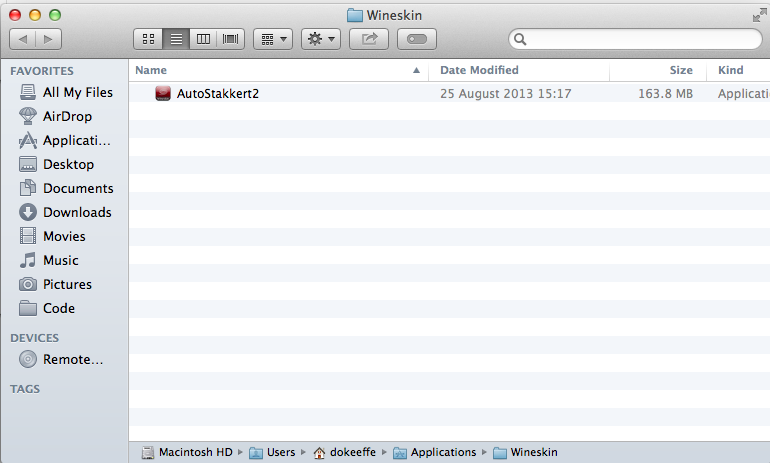 Wineskin
FAVORITES
All My Files
AirDrop
Applicati...
Desktop
Documents
Downloads
Movies
Music
Pictures
Code
DEVICES
Remote...
TAGS
Name Date Modified Size Kind
AutoStakkert2 25 August 2013 15:17 163.8 MB Applicati
Macintosh HD Users dokeeffe Applications Wineskin